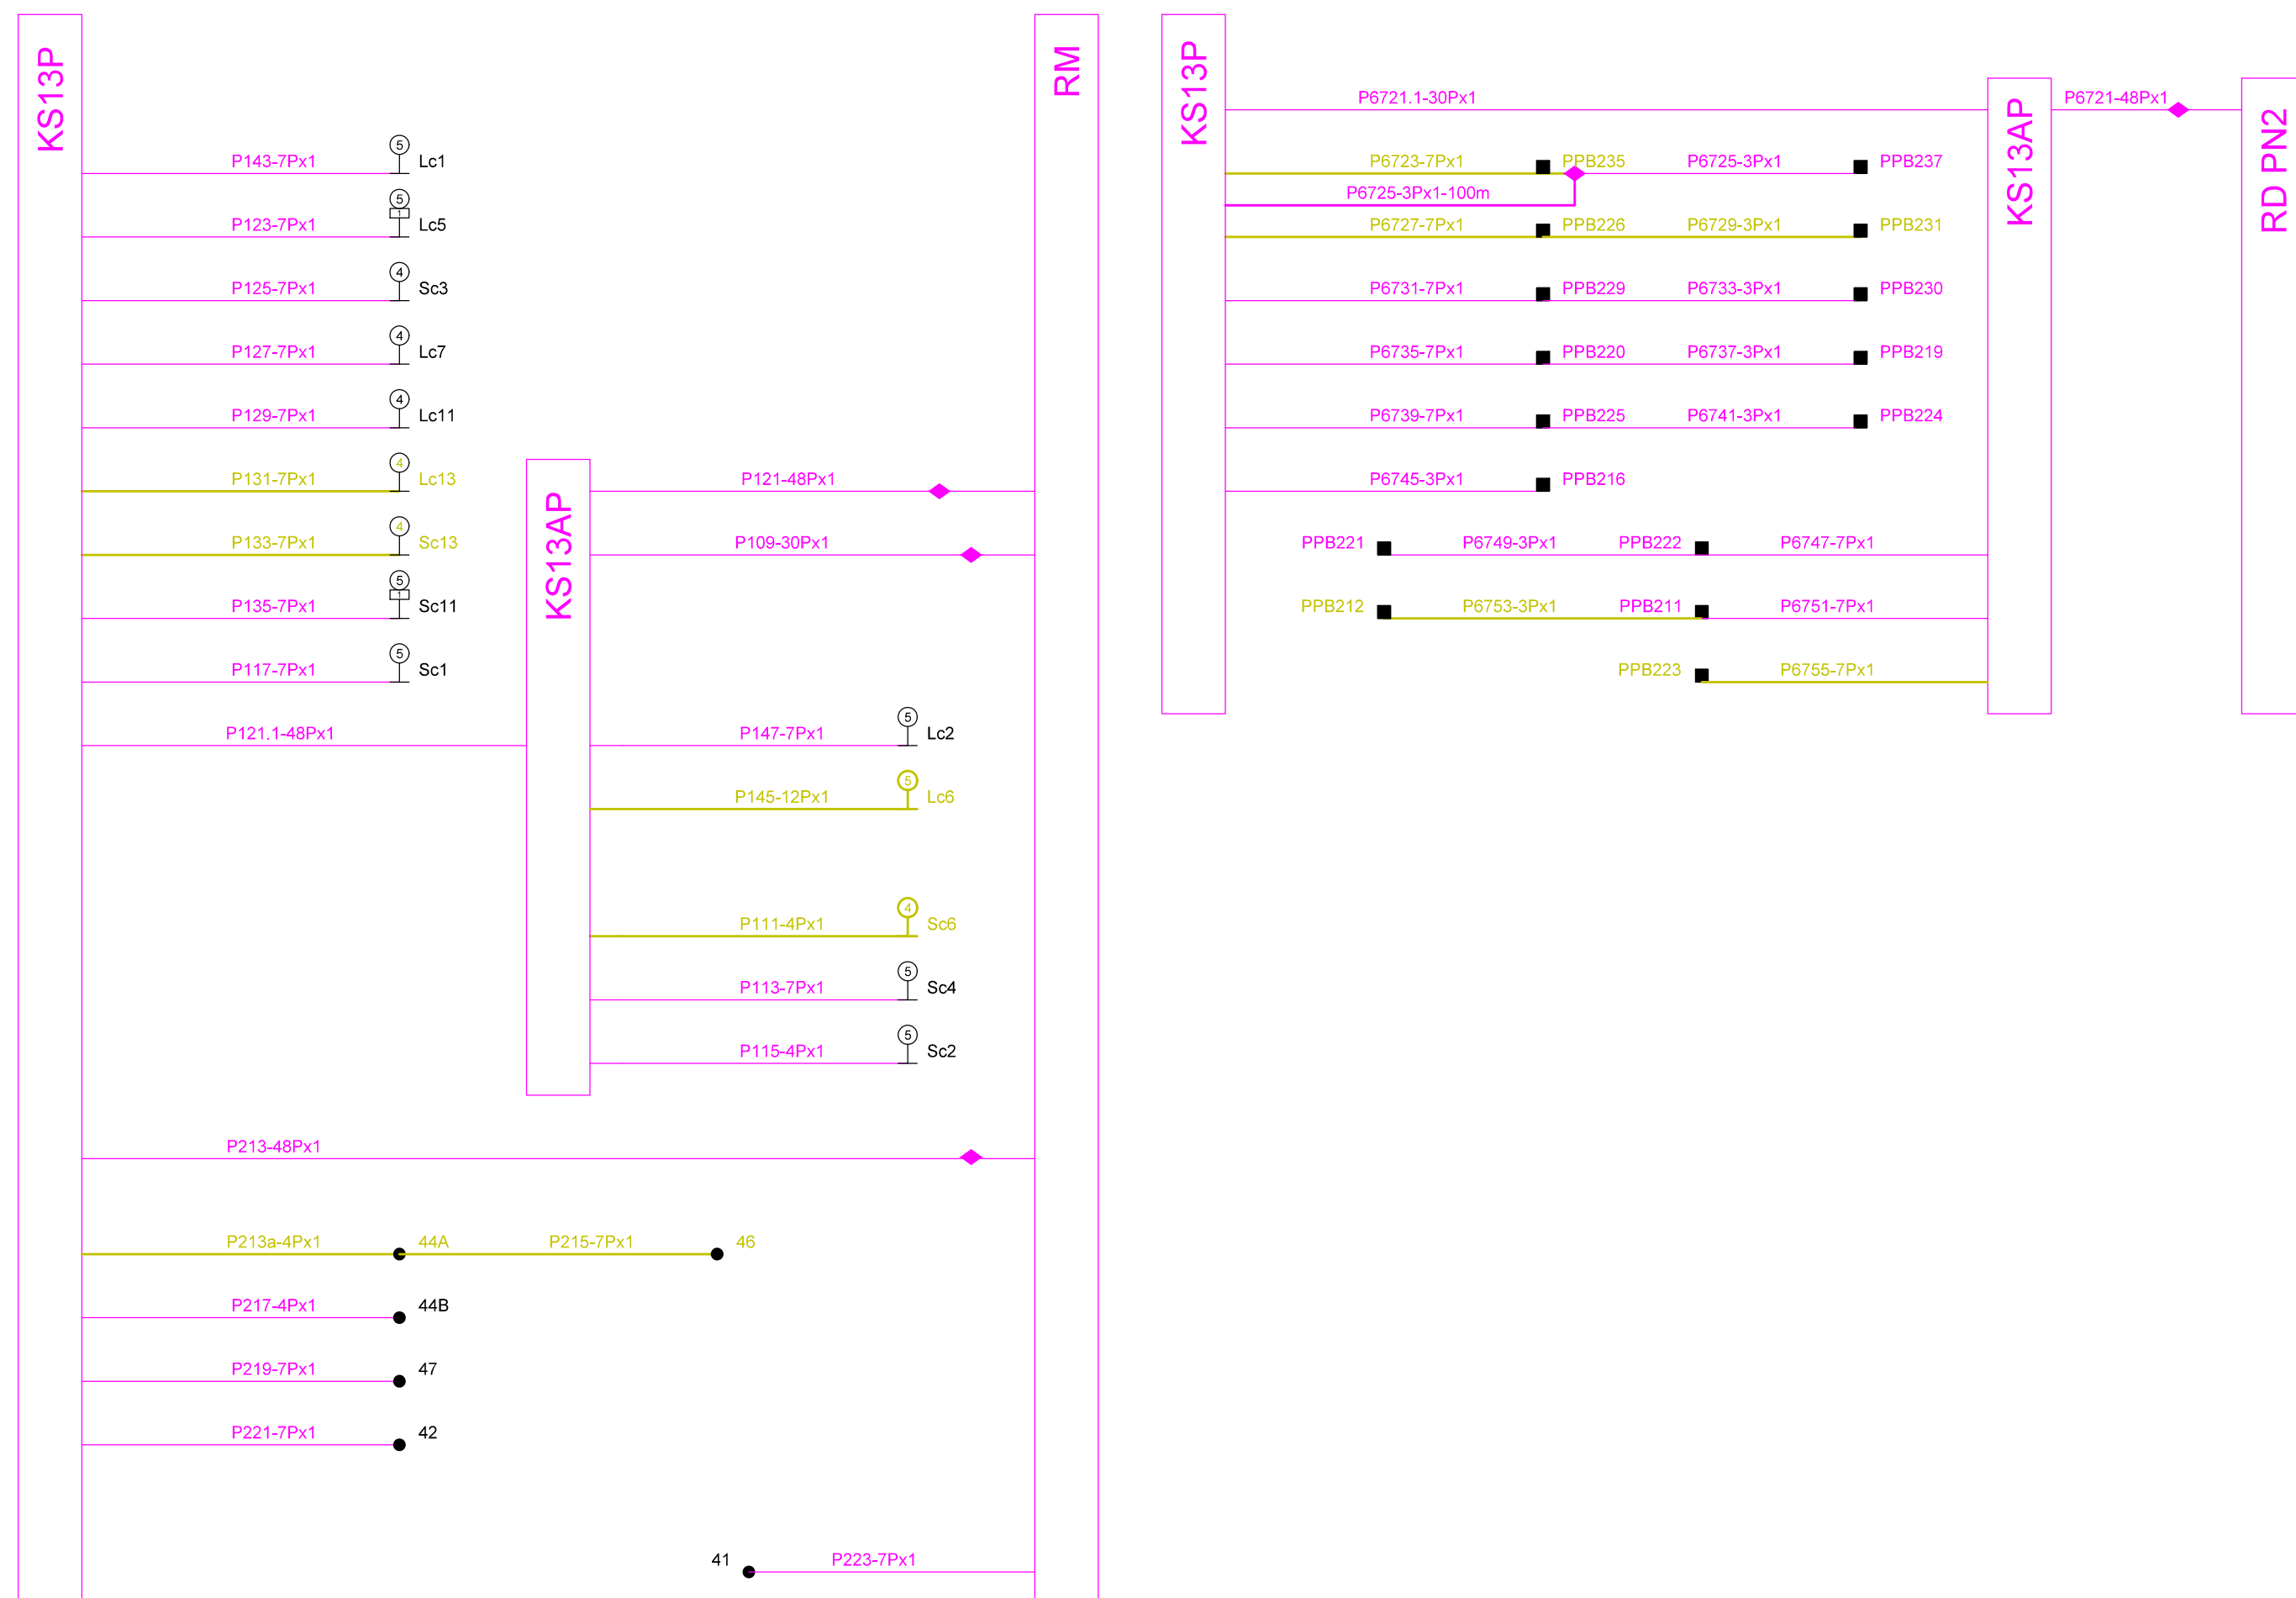 KS13P
P143-7Px1
5
Lc1
P123-7Px1
5
1
Lc5
P125-7Px1
4
Sc3
P127-7Px1
4
Lc7
P129-7Px1
4
Lc11
P131-7Px1
4
Lc13
P133-7Px1
4
Sc13
P135-7Px1
5
1
Sc11
P117-7Px1
5
Sc1
P121.1-48Px1
KS13AP
P121-48Px1
P109-30Px1
P147-7Px1
5
Lc2
P145-12Px1
5
Lc6
P111-4Px1
4
Sc6
P113-7Px1
5
Sc4
P115-4Px1
5
Sc2
P213-48Px1
P213a-4Px1
44A
P215-7Px1
46
P217-4Px1
44B
P219-7Px1
47
P221-7Px1
42
41
P223-7Px1
RM
KS13P
P6721.1-30Px1
P6723-7Px1
PPB235
P6725-3Px1
PPB237
P6725-3Px1-100m
P6727-7Px1
PPB226
P6729-3Px1
PPB231
P6731-7Px1
PPB229
P6733-3Px1
PPB230
P6735-7Px1
PPB220
P6737-3Px1
PPB219
P6739-7Px1
PPB225
P6741-3Px1
PPB224
P6745-3Px1
PPB216
PPB221
P6749-3Px1
PPB222
P6747-7Px1
PPB212
P6753-3Px1
PPB211
P6751-7Px1
PPB223
P6755-7Px1
KS13AP
P6721-48Px1
RD PN2